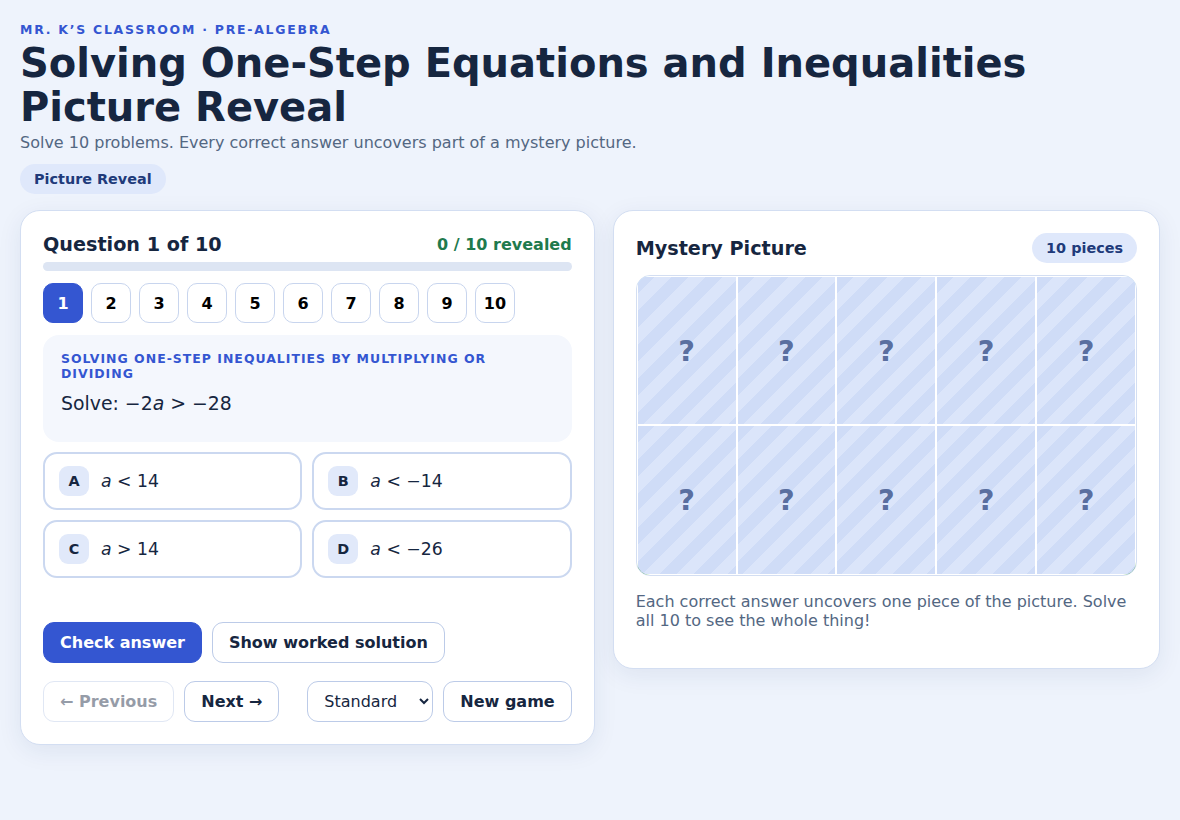 MR. K’S CLASSROOM · PRE-ALGEBRA
Solving One-Step Equations and Inequalities
Picture Reveal
Solve 10 problems. Every correct answer uncovers part of a mystery picture.
Picture Reveal
Question 1 of 10
0 / 10 revealed
1 2 3 4 5 6 7 8 9 10
SOLVING ONE-STEP INEQUALITIES BY MULTIPLYING OR
DIVIDING
Solve: −2a > −28
A a < 14
B a < −14
C a > 14
D a < −26
Check answer
Show worked solution
← Previous
Next →
Standard
New game
Mystery Picture
10 pieces
? ? ? ? ?
? ? ? ? ?
Each correct answer uncovers one piece of the picture. Solve
all 10 to see the whole thing!